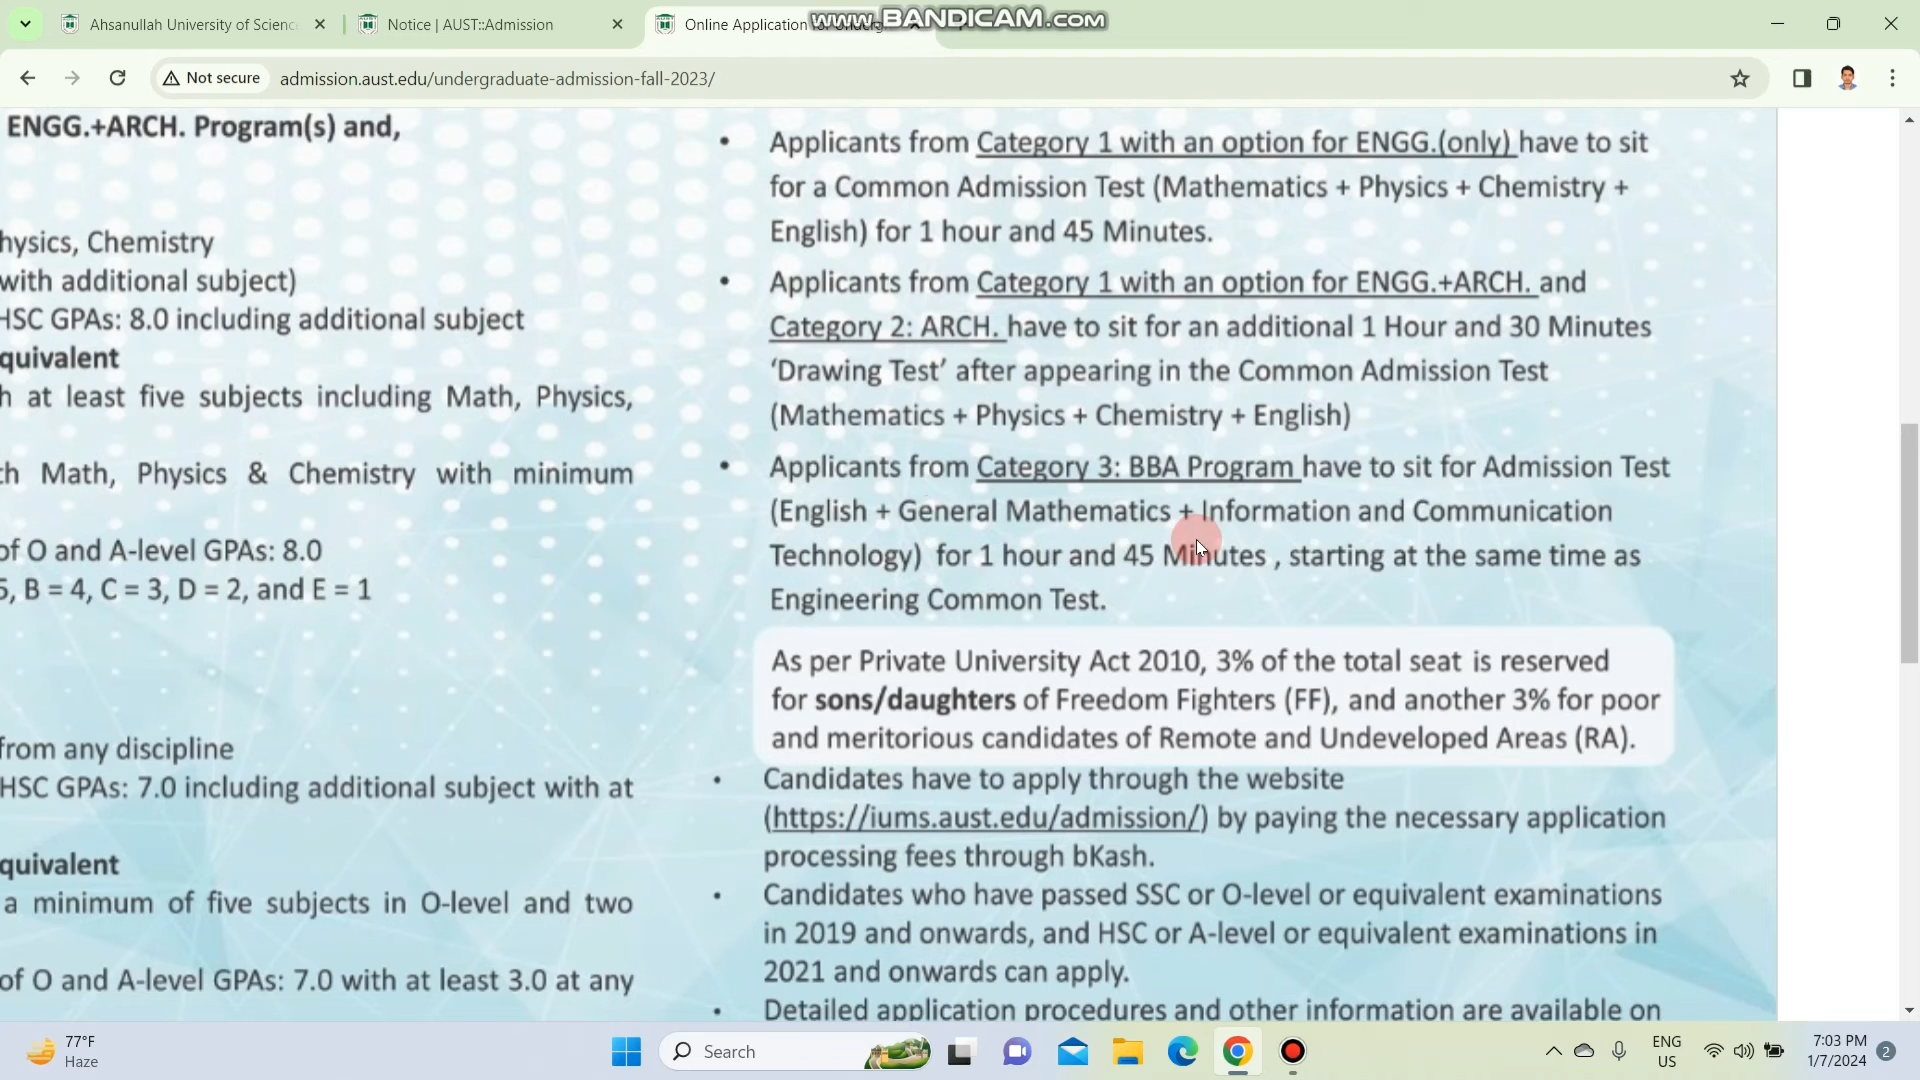 www.BANDICAM.com
Ahsanullah University of Scienc
Notice | AUST::Admission
Online Application for Underg
Not secure
admission.aust.edu/undergraduate-admission-fall-2023/
ENGG.+ARCH. Program(s) and,
hysics, Chemistry
with additional subject)
HSC GPAs: 8.0 including additional subject
quivalent
h at least five subjects including Math, Physics,
th Math, Physics & Chemistry with minimum
of O and A-level GPAs: 8.0
5, B = 4, C = 3, D = 2, and E = 1
from any discipline
HSC GPAs: 7.0 including additional subject with at
quivalent
a minimum of five subjects in O-level and two
of O and A-level GPAs: 7.0 with at least 3.0 at any
• Applicants from Category 1 with an option for ENGG.(only) have to sit
for a Common Admission Test (Mathematics + Physics + Chemistry +
English) for 1 hour and 45 Minutes.
• Applicants from Category 1 with an option for ENGG.+ARCH. and
Category 2: ARCH. have to sit for an additional 1 Hour and 30 Minutes
‘Drawing Test’ after appearing in the Common Admission Test
(Mathematics + Physics + Chemistry + English)
• Applicants from Category 3: BBA Program have to sit for Admission Test
(English + General Mathematics + Information and Communication
Technology) for 1 hour and 45 Minutes , starting at the same time as
Engineering Common Test.
As per Private University Act 2010, 3% of the total seat is reserved
for sons/daughters of Freedom Fighters (FF), and another 3% for poor
and meritorious candidates of Remote and Undeveloped Areas (RA).
• Candidates have to apply through the website
(https://iums.aust.edu/admission/) by paying the necessary application
processing fees through bKash.
• Candidates who have passed SSC or O-level or equivalent examinations
in 2019 and onwards, and HSC or A-level or equivalent examinations in
2021 and onwards can apply.
• Detailed application procedures and other information are available on
77°F
Haze
Search
ENG
US
7:03 PM
1/7/2024
2